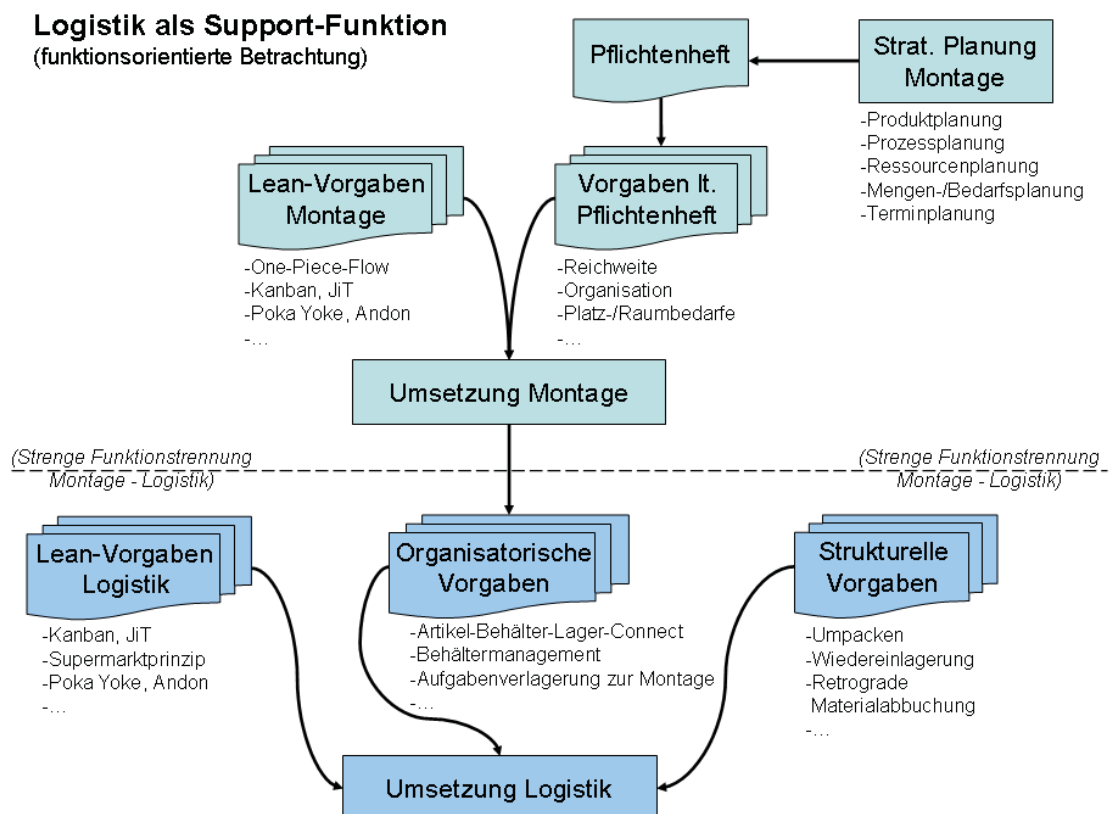 Logistik als Support-Funktion
(funktionsorientierte Betrachtung)
Pflichtenheft
Strat. Planung
Montage
-Produktplanung
-Prozessplanung
-Ressourcenplanung
-Mengen-/Bedarfsplanung
-Terminplanung
Lean-Vorgaben
Montage
-One-Piece-Flow
-Kanban, JiT
-Poka Yoke, Andon
-...
Vorgaben lt.
Pflichtenheft
-Reichweite
-Organisation
-Platz-/Raumbedarfe
-...
Umsetzung Montage
(Strenge Funktionstrennung
Montage - Logistik)
(Strenge Funktionstrennung
Montage - Logistik)
Lean-Vorgaben
Logistik
-Kanban, JiT
-Supermarktprinzip
-Poka Yoke, Andon
-...
Organisatorische
Vorgaben
-Artikel-Behälter-Lager-Connect
-Behältermanagement
-Aufgabenverlagerung zur Montage
-...
Strukturelle
Vorgaben
-Umpacken
-Wiedereinlagerung
-Retrograde
Materialabbuchung
-...
Umsetzung Logistik